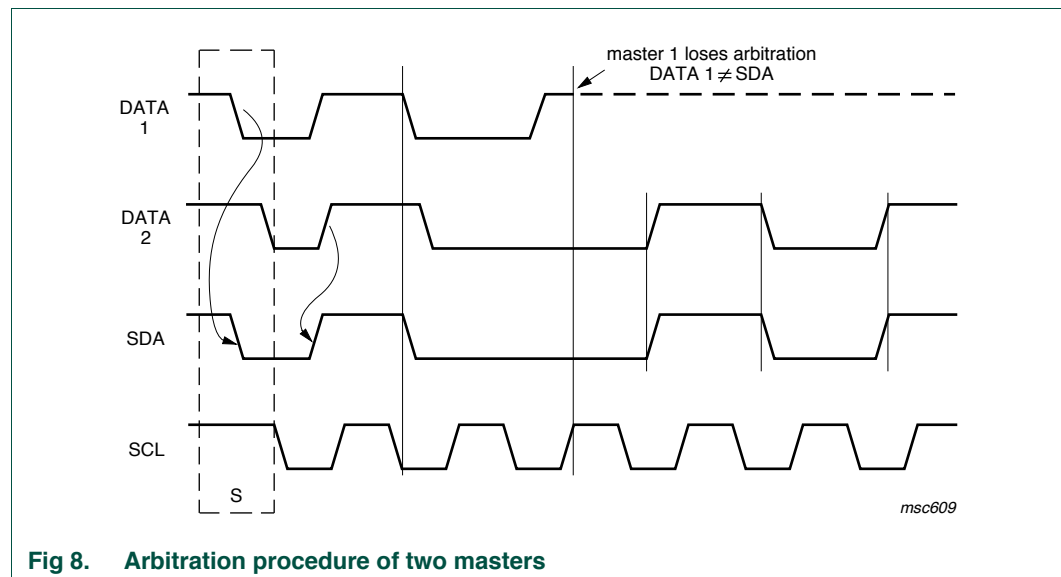 master 1 loses arbitration
DATA 1 ≠ SDA
DATA
1
DATA
2
SDA
SCL
S
msc609
Fig 8. Arbitration procedure of two masters